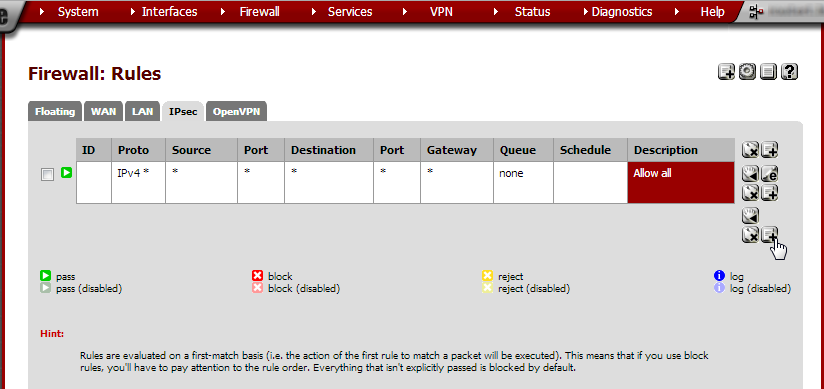 System Interfaces Firewall Services VPN Status Diagnostics Help
Firewall: Rules
Floating WAN LAN IPsec OpenVPN
ID Proto Source Port Destination Port Gateway Queue Schedule Description
IPv4 * * * * * * none Allow all
pass block reject log
pass (disabled) block (disabled) reject (disabled) log (disabled)
Hint:
Rules are evaluated on a first-match basis (i.e. the action of the first rule to match a packet will be executed). This means that if you use block
rules, you'll have to pay attention to the rule order. Everything that isn't explicitly passed is blocked by default.